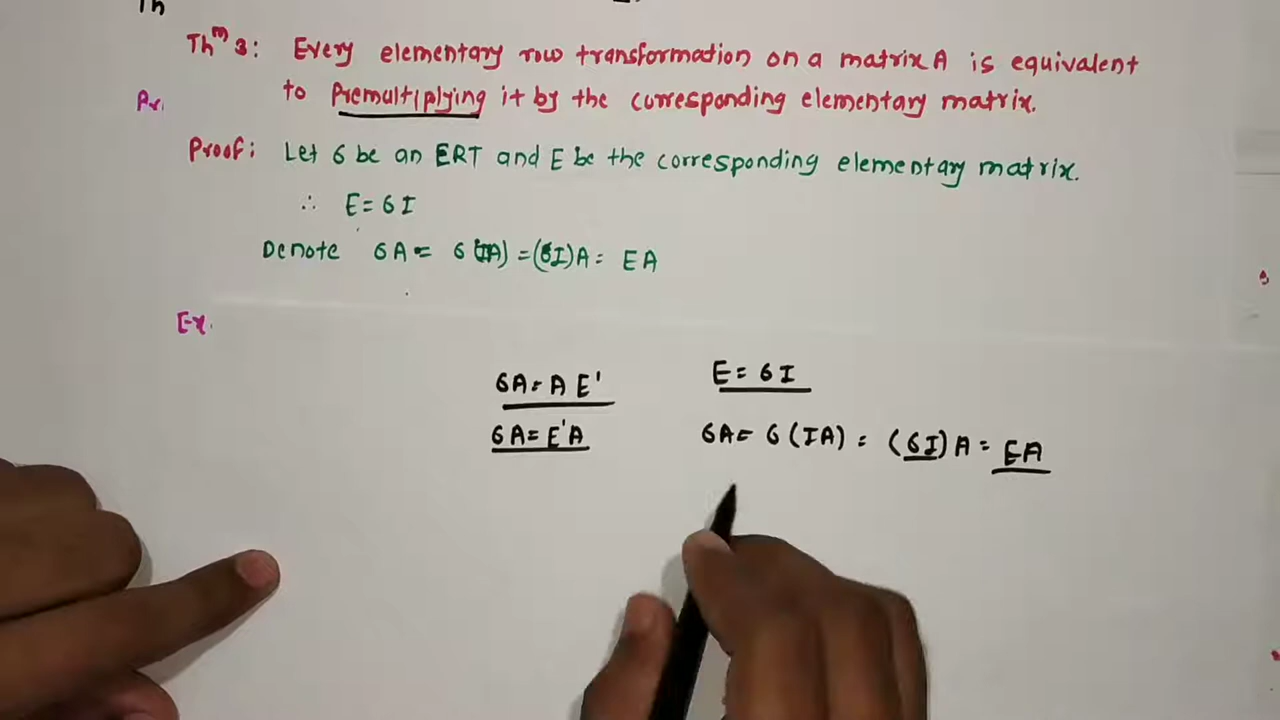 Th
Thm 3: Every elementary row transformation on a matrix A is equivalent
to Premultiplying it by the corresponding elementary matrix.
Pr.
Proof: Let σ be an ERT and E be the corresponding elementary matrix.
∴ E = σI
Denote σA = σ(IA) = (σI)A = EA
Ex.
σA = A E'
σA = E'A
E = σI
σA = σ(IA) = (σI)A = EA